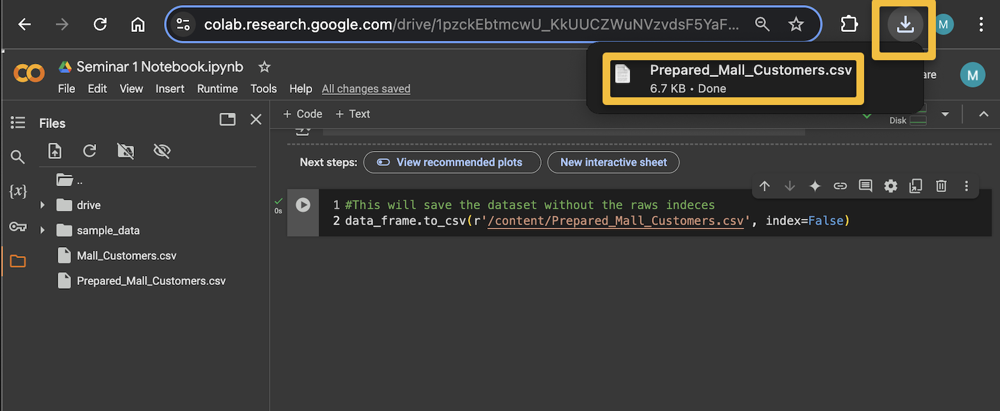 colab.research.google.com/drive/1pzckEbtmcwU_KkUUCZWuNVzvdsF5YaF...
M
Prepared_Mall_Customers.csv
6.7 KB • Done
Seminar 1 Notebook.ipynb
File Edit View Insert Runtime Tools Help All changes saved
are
M
Files
+ Code + Text
Disk
..
drive
sample_data
Mall_Customers.csv
Prepared_Mall_Customers.csv
{x}
Next steps: View recommended plots New interactive sheet
0s
1 #This will save the dataset without the raws indeces
2 data_frame.to_csv(r'/content/Prepared_Mall_Customers.csv', index=False)